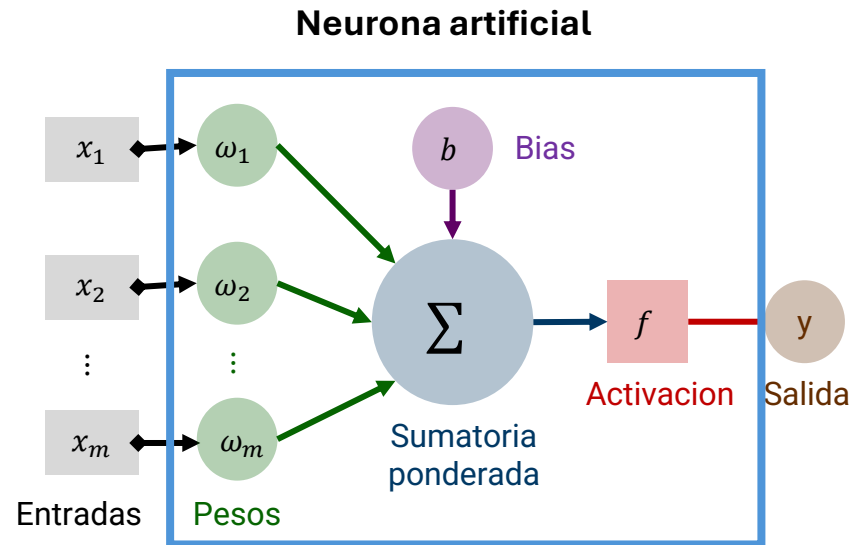 Neurona artificial
x₁
ω₁
b
Bias
x₂
ω₂
⋮
⋮
∑
f
y
Activacion
Salida
xₘ
ωₘ
Sumatoria
ponderada
Entradas
Pesos